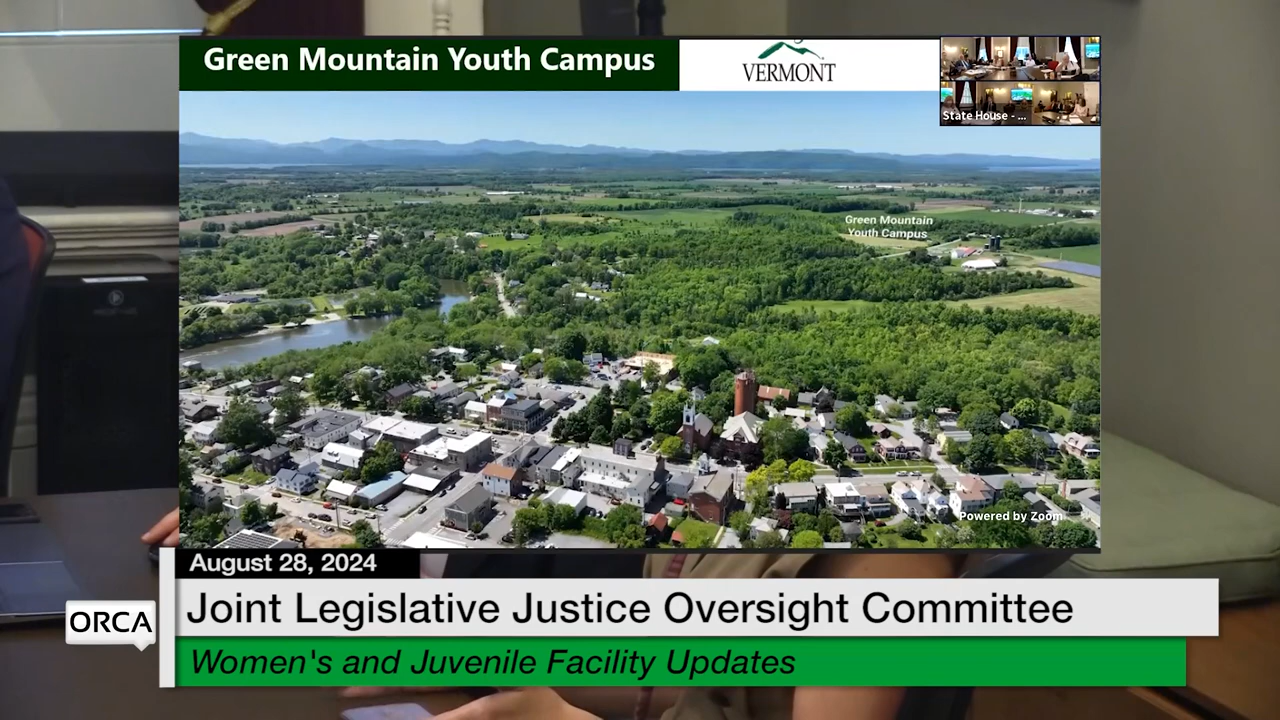 Green Mountain Youth Campus
VERMONT
State House - ...
Green Mountain
Youth Campus
Powered by Zoom
August 28, 2024
ORCA
Joint Legislative Justice Oversight Committee
Women's and Juvenile Facility Updates